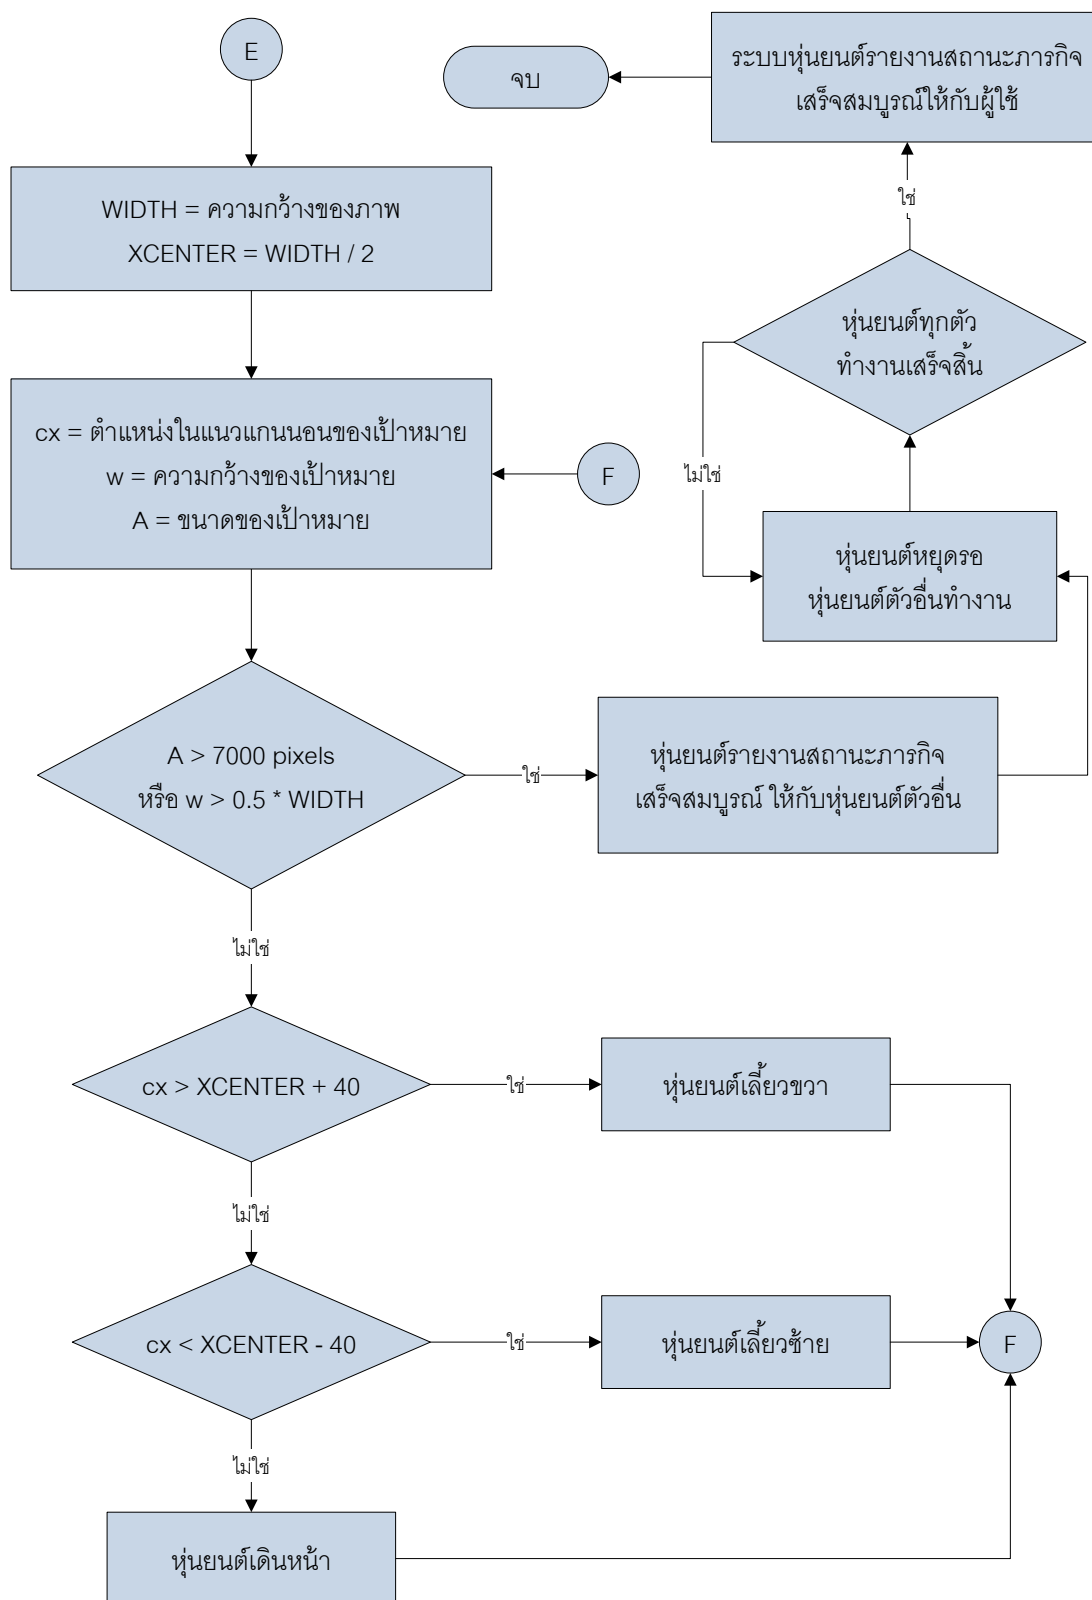 E
WIDTH = ความกว้างของภาพ
XCENTER = WIDTH / 2
cx = ตำแหน่งในแนวแกนนอนของเป้าหมาย
w = ความกว้างของเป้าหมาย
A = ขนาดของเป้าหมาย
F
A > 7000 pixels
หรือ w > 0.5 * WIDTH
ใช่
หุ่นยนต์รายงานสถานะภารกิจ
เสร็จสมบูรณ์ ให้กับหุ่นยนต์ตัวอื่น
หุ่นยนต์หยุดรอ
หุ่นยนต์ตัวอื่นทำงาน
หุ่นยนต์ทุกตัว
ทำงานเสร็จสิ้น
ไม่ใช่
ใช่
ระบบหุ่นยนต์รายงานสถานะภารกิจ
เสร็จสมบูรณ์ให้กับผู้ใช้
จบ
ไม่ใช่
cx > XCENTER + 40
ใช่
หุ่นยนต์เลี้ยวขวา
ไม่ใช่
cx < XCENTER - 40
ใช่
หุ่นยนต์เลี้ยวซ้าย
F
ไม่ใช่
หุ่นยนต์เดินหน้า